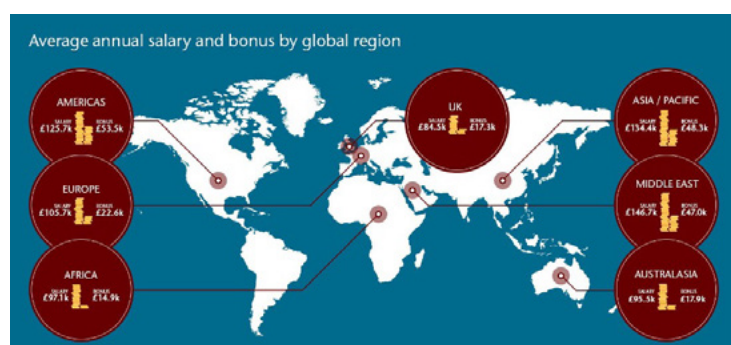 Average annual salary and bonus by global region
AMERICAS
SALARY BONUS
£125.7k £53.5k
UK
SALARY BONUS
£84.5k £17.3k
ASIA / PACIFIC
SALARY BONUS
£134.4k £48.3k
EUROPE
SALARY BONUS
£105.7k £22.6k
MIDDLE EAST
SALARY BONUS
£146.7k £47.0k
AFRICA
SALARY BONUS
£97.1k £14.9k
AUSTRALASIA
SALARY BONUS
£95.5k £17.9k